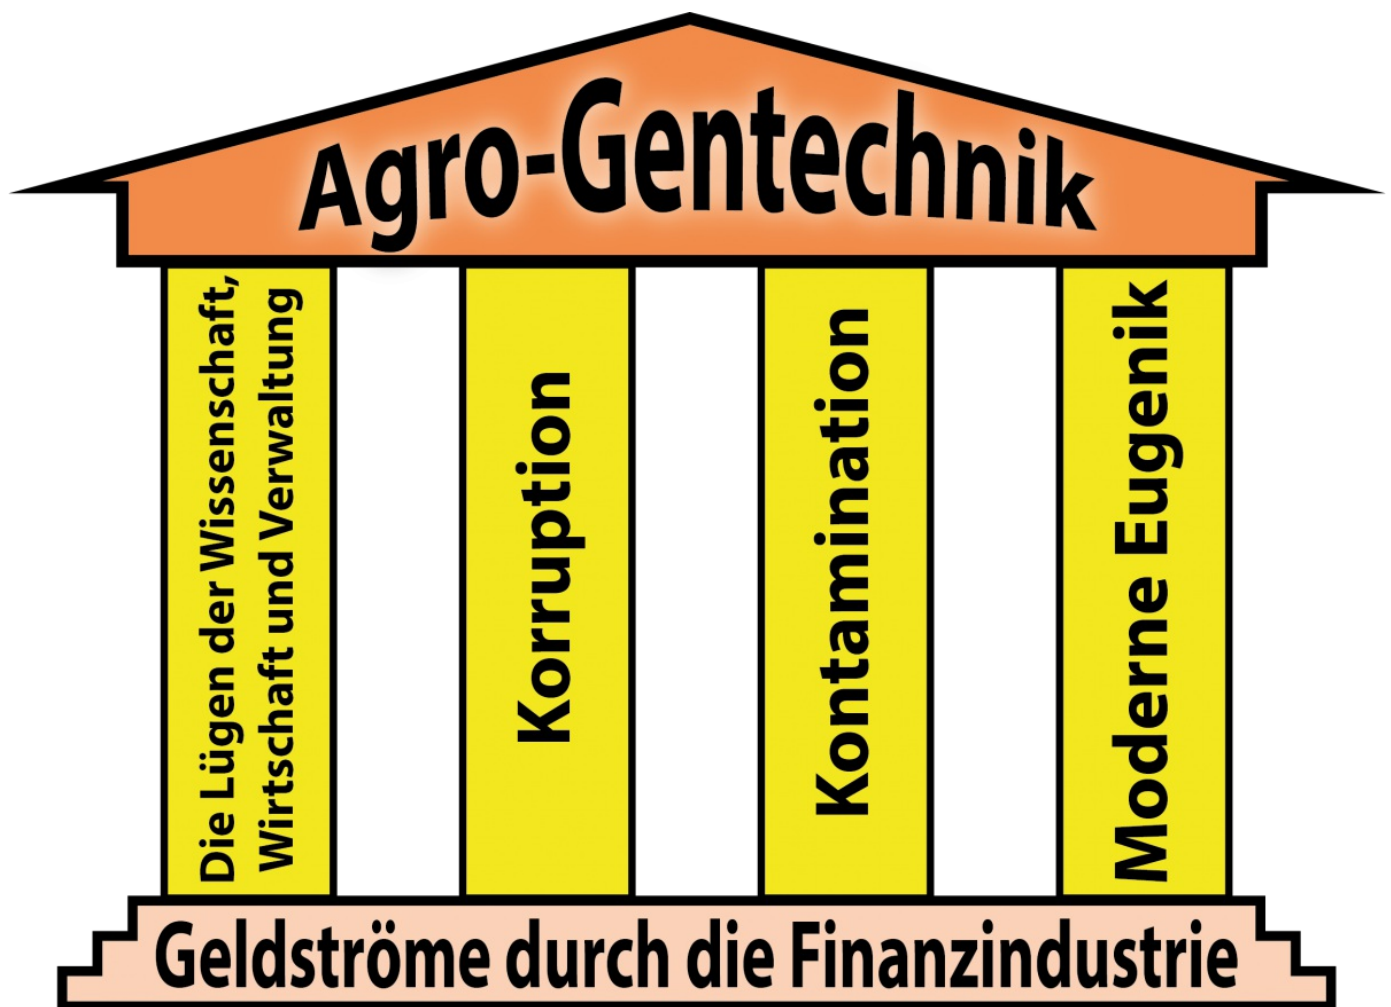 Agro-Gentechnik
Die Lügen der Wissenschaft,
Wirtschaft und Verwaltung
Korruption
Kontamination
Moderne Eugenik
Geldströme durch die Finanzindustrie